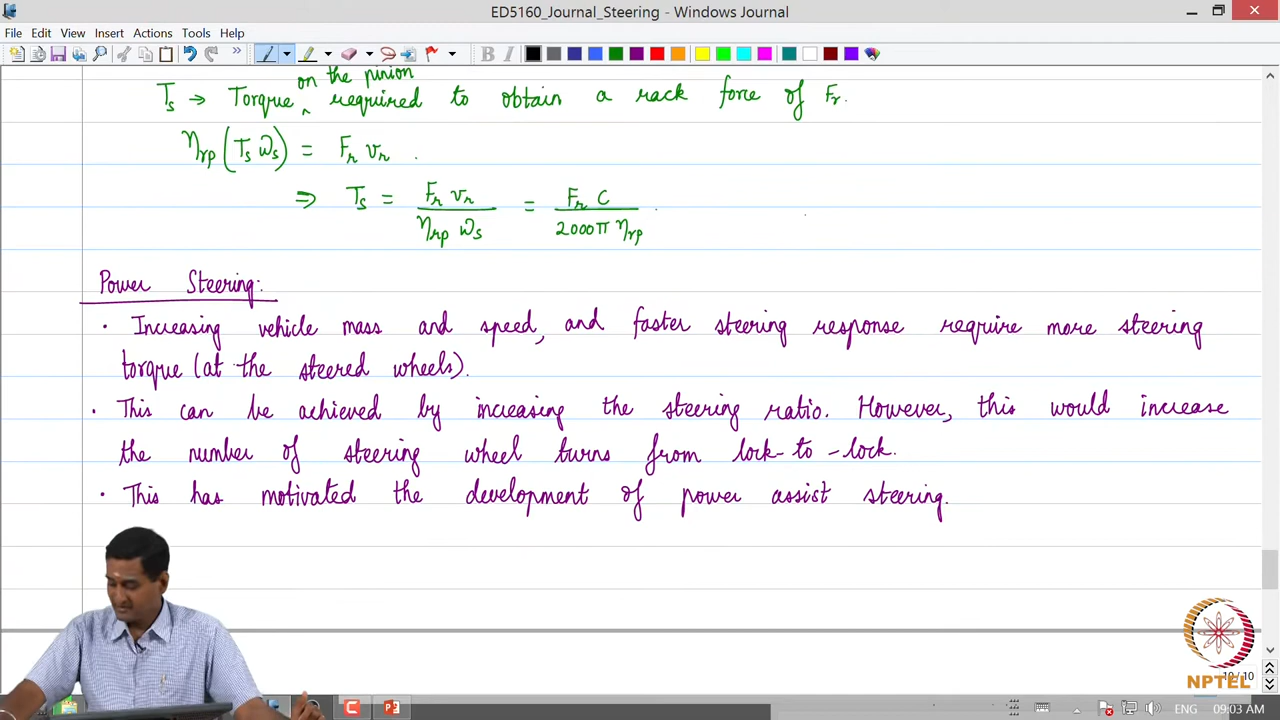 ED5160_Journal_Steering - Windows Journal
File Edit View Insert Actions Tools Help
on the pinion
Ts → Torque ‸ required to obtain a rack force of Fr.
ηrp (Ts ωs) = Fr vr .
⇒ Ts = Fr vr / ηrp ωs = Fr C / 2000π ηrp .
Power Steering:
· Increasing vehicle mass and speed, and faster steering response require more steering
torque (at the steered wheels).
· This can be achieved by increasing the steering ratio. However, this would increase
the number of steering wheel turns from lock-to-lock.
· This has motivated the development of power assist steering.
NPTEL
ENG 09:03 AM